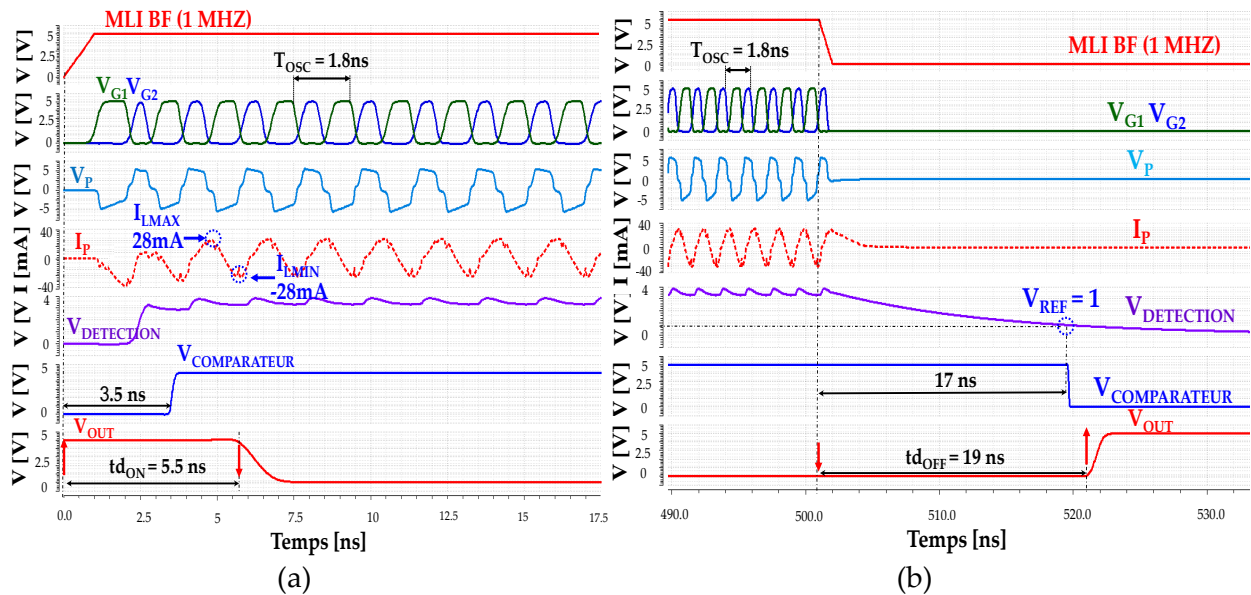 MLI BF (1 MHZ)
V [V]
5
2.5
0
T_OSC = 1.8ns
V_G1 V_G2
V [V]
5
2.5
0
V_P
V [V]
5
0
-5
I_LMAX
28mA
I_P
I_LMIN
-28mA
I [mA]
40
0
-40
V_DETECTION
V [V]
4
0
V_COMPARATEUR
3.5 ns
V [V]
5
2.5
0
V_OUT
td_ON = 5.5 ns
V [V]
5
2.5
0
0.0 2.5 5.0 7.5 10.0 12.5 15.0 17.5
Temps [ns]
(a)
V [V]
5
2.5
0
MLI BF (1 MHZ)
T_OSC = 1.8ns
V [V]
5
2.5
0
V_G1 V_G2
V [V]
5
0
-5
V_P
I [mA]
40
0
-40
I_P
V [V]
4
0
V_REF = 1
V_DETECTION
V [V]
5
2.5
0
17 ns
V_COMPARATEUR
V [V]
5
2.5
0
V_OUT
td_OFF = 19 ns
490.0 500.0 510.0 520.0 530.0
Temps [ns]
(b)